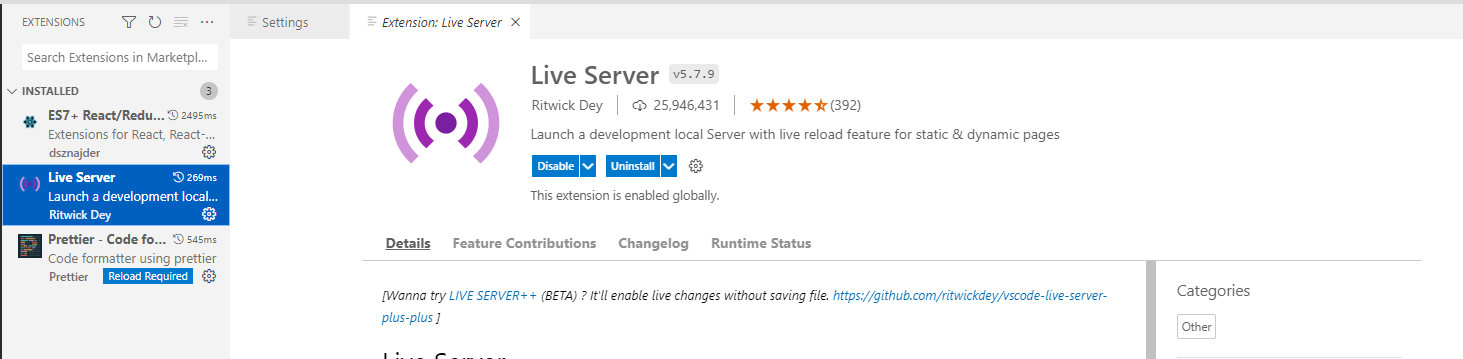 EXTENSIONS
Search Extensions in Marketpl...
INSTALLED 3
ES7+ React/Redu... 2495ms
Extensions for React, React-...
dsznajder
Live Server 269ms
Launch a development local...
Ritwick Dey
Prettier - Code fo... 545ms
Code formatter using prettier
Prettier Reload Required
Settings
Extension: Live Server
Live Server v5.7.9
Ritwick Dey 25,946,431 (392)
Launch a development local Server with live reload feature for static & dynamic pages
Disable Uninstall
This extension is enabled globally.
Details Feature Contributions Changelog Runtime Status
[Wanna try LIVE SERVER++ (BETA) ? It'll enable live changes without saving file. https://github.com/ritwickdey/vscode-live-server-
plus-plus ]
Live Server
Categories
Other